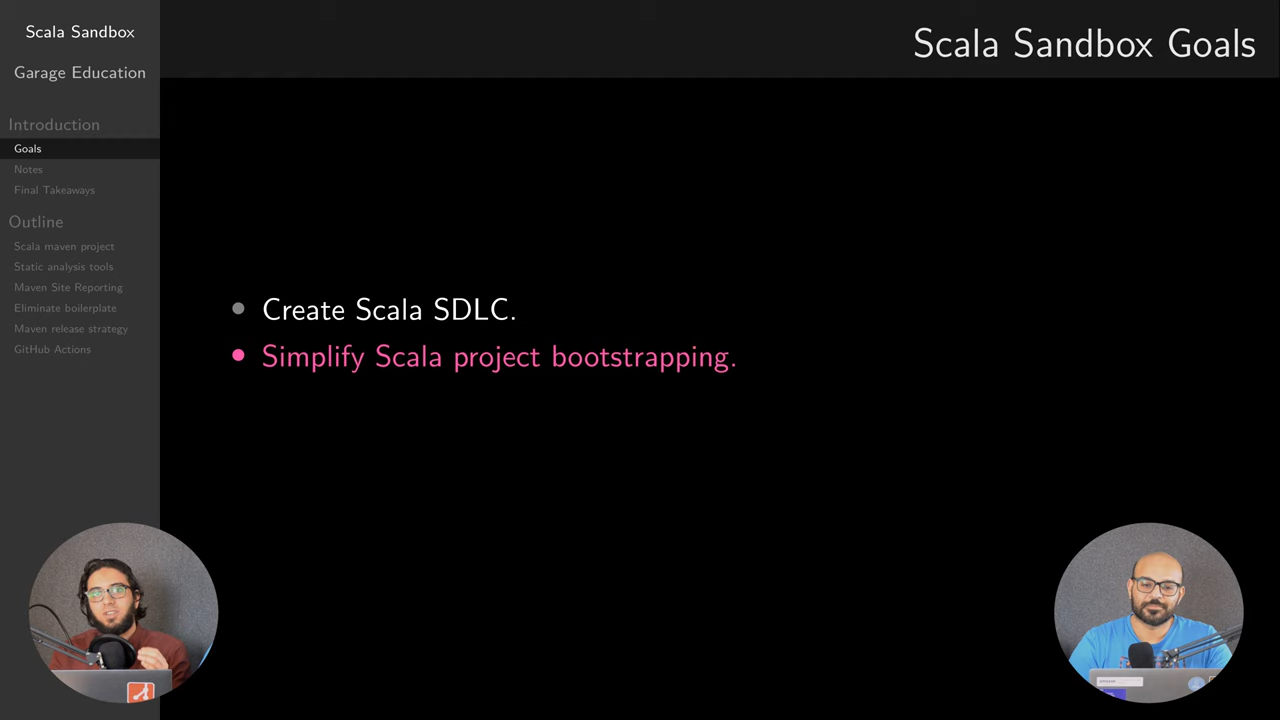 Scala Sandbox
Garage Education
Introduction
Goals
Notes
Final Takeaways
Outline
Scala maven project
Static analysis tools
Maven Site Reporting
Eliminate boilerplate
Maven release strategy
GitHub Actions
Scala Sandbox Goals
Create Scala SDLC.
Simplify Scala project bootstrapping.